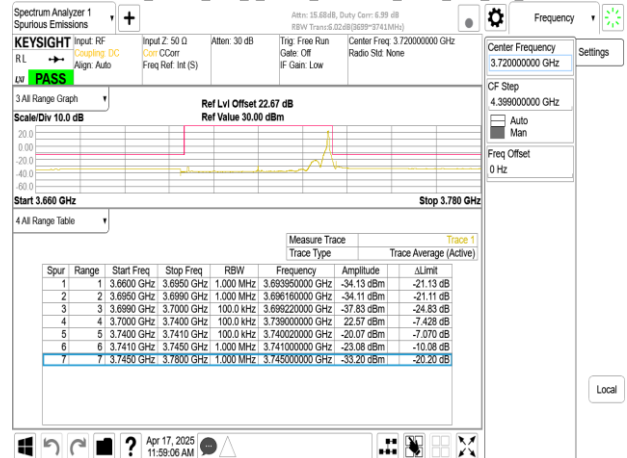 Spectrum Analyzer 1
Spurious Emissions
Attn: 15.68dB, Duty Corr: 6.99 dB
RBW Trans:6.02dB(3699~3741MHz)
Frequency
KEYSIGHT
RL
LXI
PASS
Input: RF
Coupling: DC
Align: Auto
Input Z: 50 Ω
Corr CCorr
Freq Ref: Int (S)
Atten: 30 dB
Trig: Free Run
Gate: Off
IF Gain: Low
Center Freq: 3.720000000 GHz
Radio Std: None
Center Frequency
3.720000000 GHz
Settings
CF Step
4.399000000 GHz
Auto
Man
Freq Offset
0 Hz
3 All Range Graph
Scale/Div 10.0 dB
Ref Lvl Offset 22.67 dB
Ref Value 30.00 dBm
20.0
0.00
-20.0
-40.0
-60.0
Start 3.660 GHz
Stop 3.780 GHz
4 All Range Table
Measure Trace Trace 1
Trace Type Trace Average (Active)
Spur Range Start Freq Stop Freq RBW Frequency Amplitude ΔLimit
1 1 3.6600 GHz 3.6950 GHz 1.000 MHz 3.693950000 GHz -34.13 dBm -21.13 dB
2 2 3.6950 GHz 3.6990 GHz 1.000 MHz 3.696160000 GHz -34.11 dBm -21.11 dB
3 3 3.6990 GHz 3.7000 GHz 100.0 kHz 3.699220000 GHz -37.83 dBm -24.83 dB
4 4 3.7000 GHz 3.7400 GHz 100.0 kHz 3.739000000 GHz 22.57 dBm -7.428 dB
5 5 3.7400 GHz 3.7410 GHz 100.0 kHz 3.740020000 GHz -20.07 dBm -7.070 dB
6 6 3.7410 GHz 3.7450 GHz 1.000 MHz 3.741000000 GHz -23.08 dBm -10.08 dB
7 7 3.7450 GHz 3.7800 GHz 1.000 MHz 3.745000000 GHz -33.20 dBm -20.20 dB
Local
?
Apr 17, 2025
11:59:06 AM